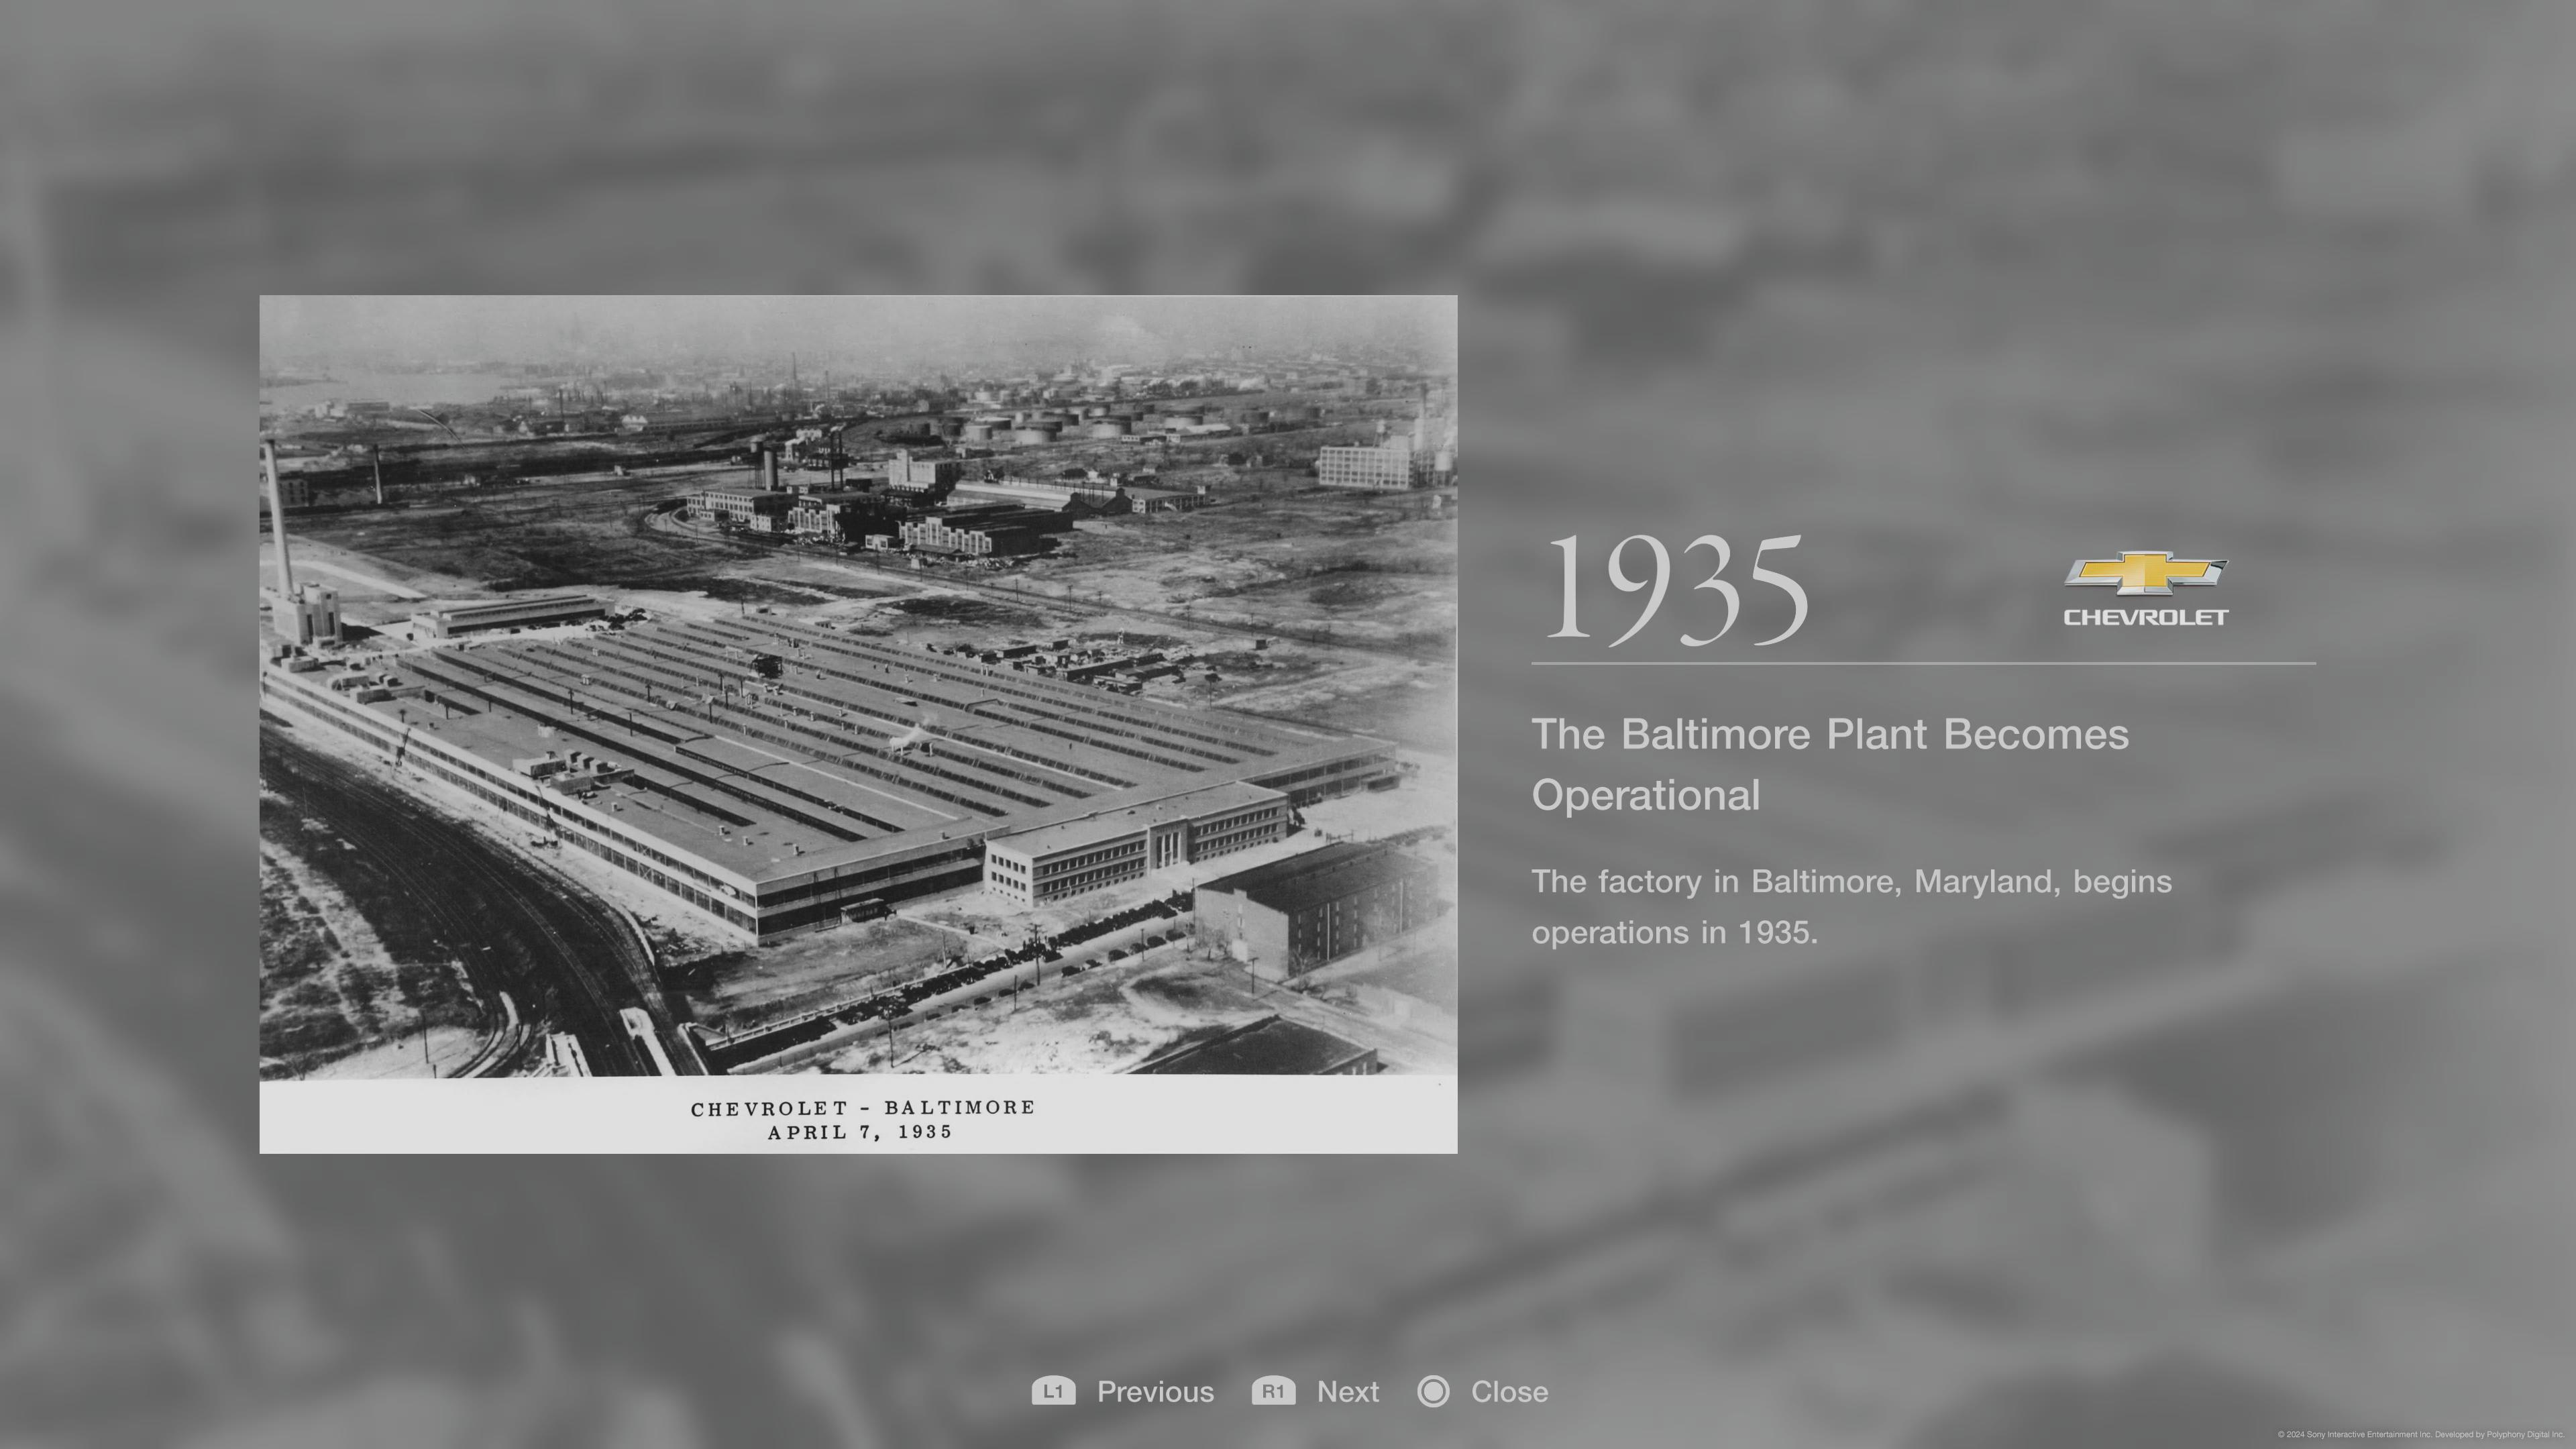 1935
CHEVROLET
The Baltimore Plant Becomes
Operational
The factory in Baltimore, Maryland, begins
operations in 1935.
CHEVROLET - BALTIMORE
APRIL 7, 1935
L1 Previous R1 Next Close
© 2024 Sony Interactive Entertainment Inc. Developed by Polyphony Digital Inc.